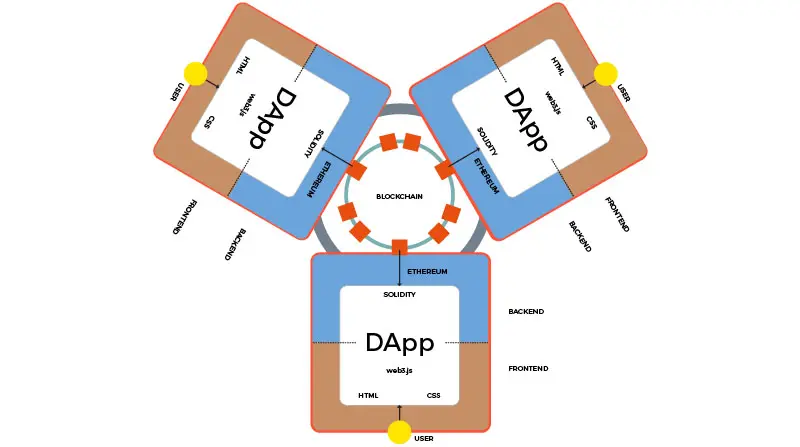 HTML
USER
CSS
web3.js
DApp
SOLIDITY
ETHEREUM
FRONTEND
BACKEND
HTML
USER
CSS
web3.js
DApp
SOLIDITY
ETHEREUM
FRONTEND
BACKEND
BLOCKCHAIN
ETHEREUM
SOLIDITY
BACKEND
DApp
web3.js
FRONTEND
HTML CSS
USER